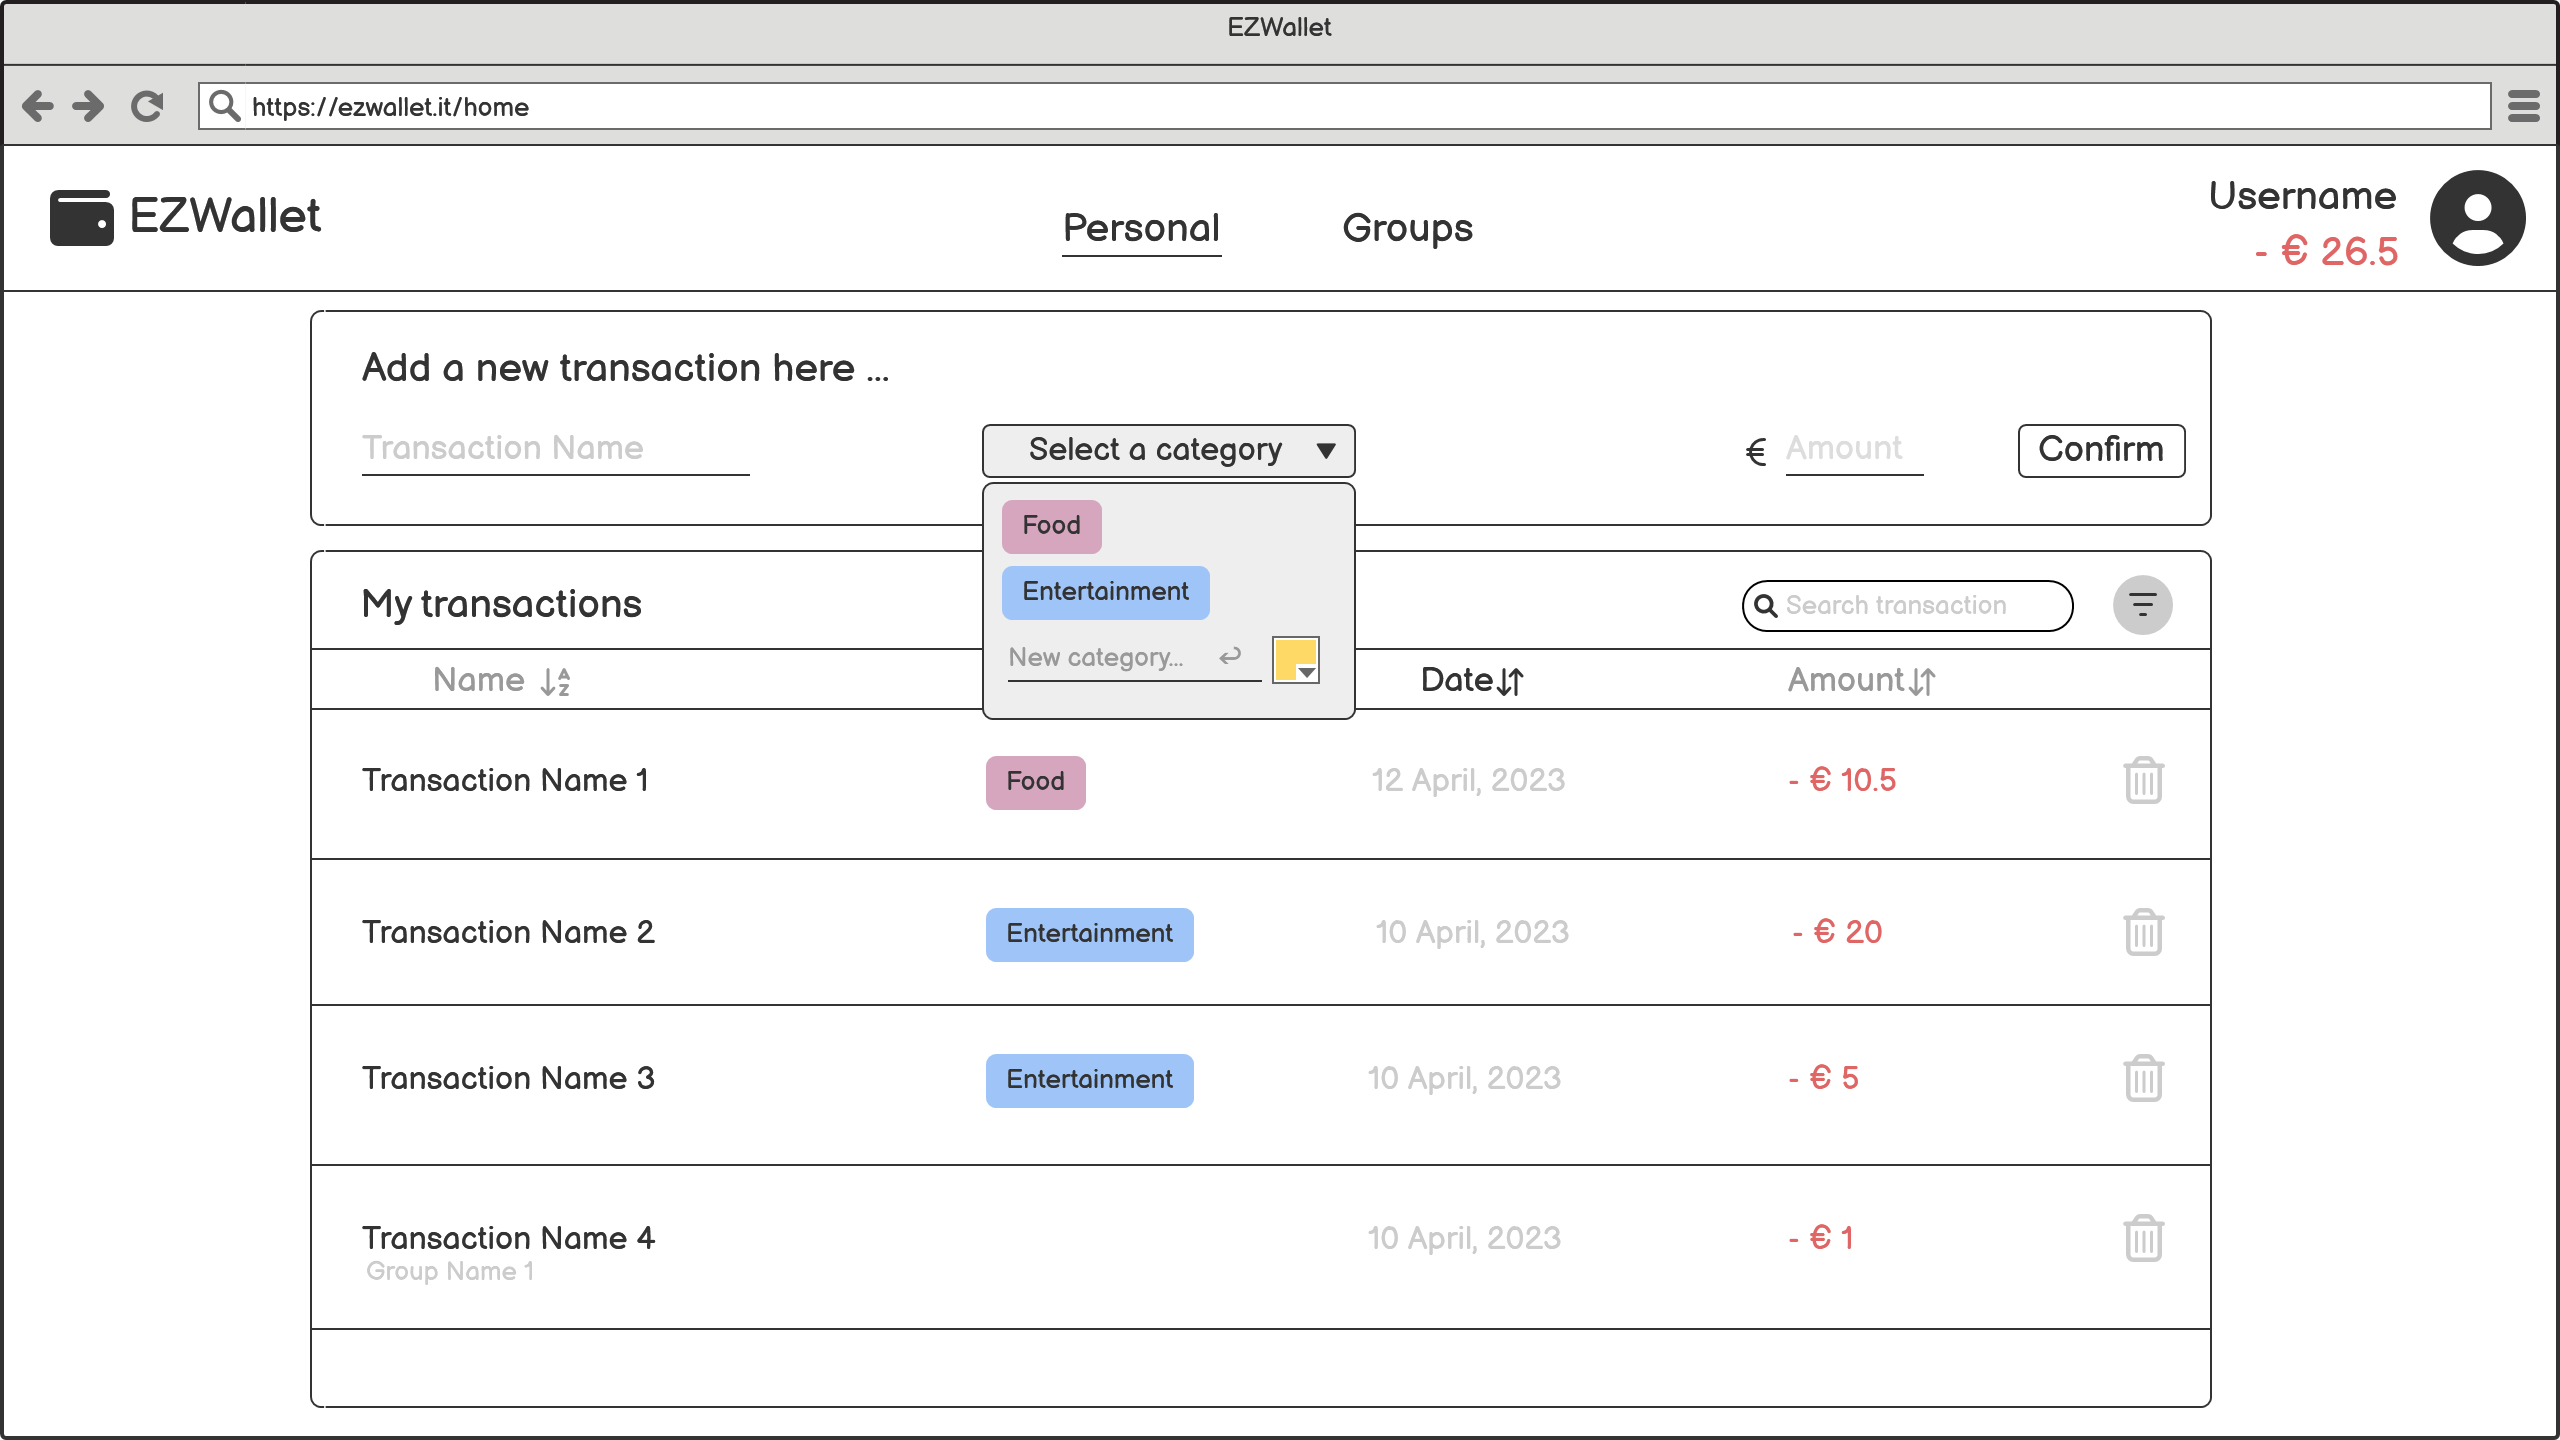 EZWallet
https://ezwallet.it/home
EZWallet
Personal Groups
Username
- € 26.5
Add a new transaction here ...
Transaction Name Select a category € Amount Confirm
Food
Entertainment
New category...
My transactions Search transaction
Name Date Amount
Transaction Name 1 Food 12 April, 2023 - € 10.5
Transaction Name 2 Entertainment 10 April, 2023 - € 20
Transaction Name 3 Entertainment 10 April, 2023 - € 5
Transaction Name 4 10 April, 2023 - € 1
Group Name 1